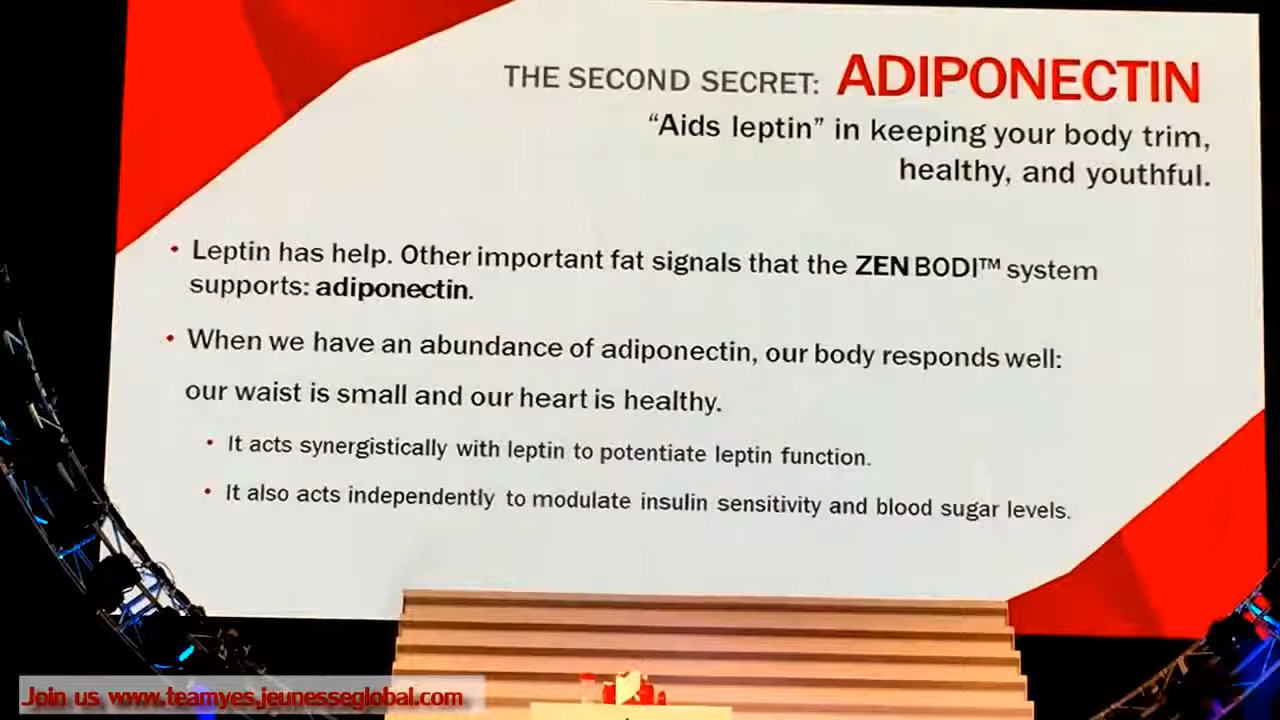 THE SECOND SECRET: ADIPONECTIN
“Aids leptin” in keeping your body trim,
healthy, and youthful.
• Leptin has help. Other important fat signals that the ZEN BODI™ system
supports: adiponectin.
• When we have an abundance of adiponectin, our body responds well:
our waist is small and our heart is healthy.
• It acts synergistically with leptin to potentiate leptin function.
• It also acts independently to modulate insulin sensitivity and blood sugar levels.
Join us www.teamyes.jeunesseglobal.com